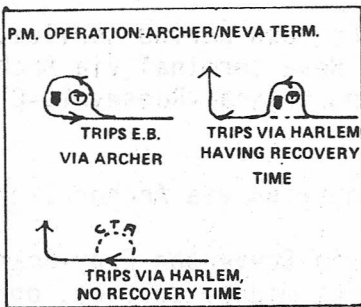 P.M. OPERATION-ARCHER/NEVA TERM.
T
TRIPS E.B.
VIA ARCHER
T
TRIPS VIA HARLEM
HAVING RECOVERY
TIME
C.T.A
TRIPS VIA HARLEM,
NO RECOVERY TIME